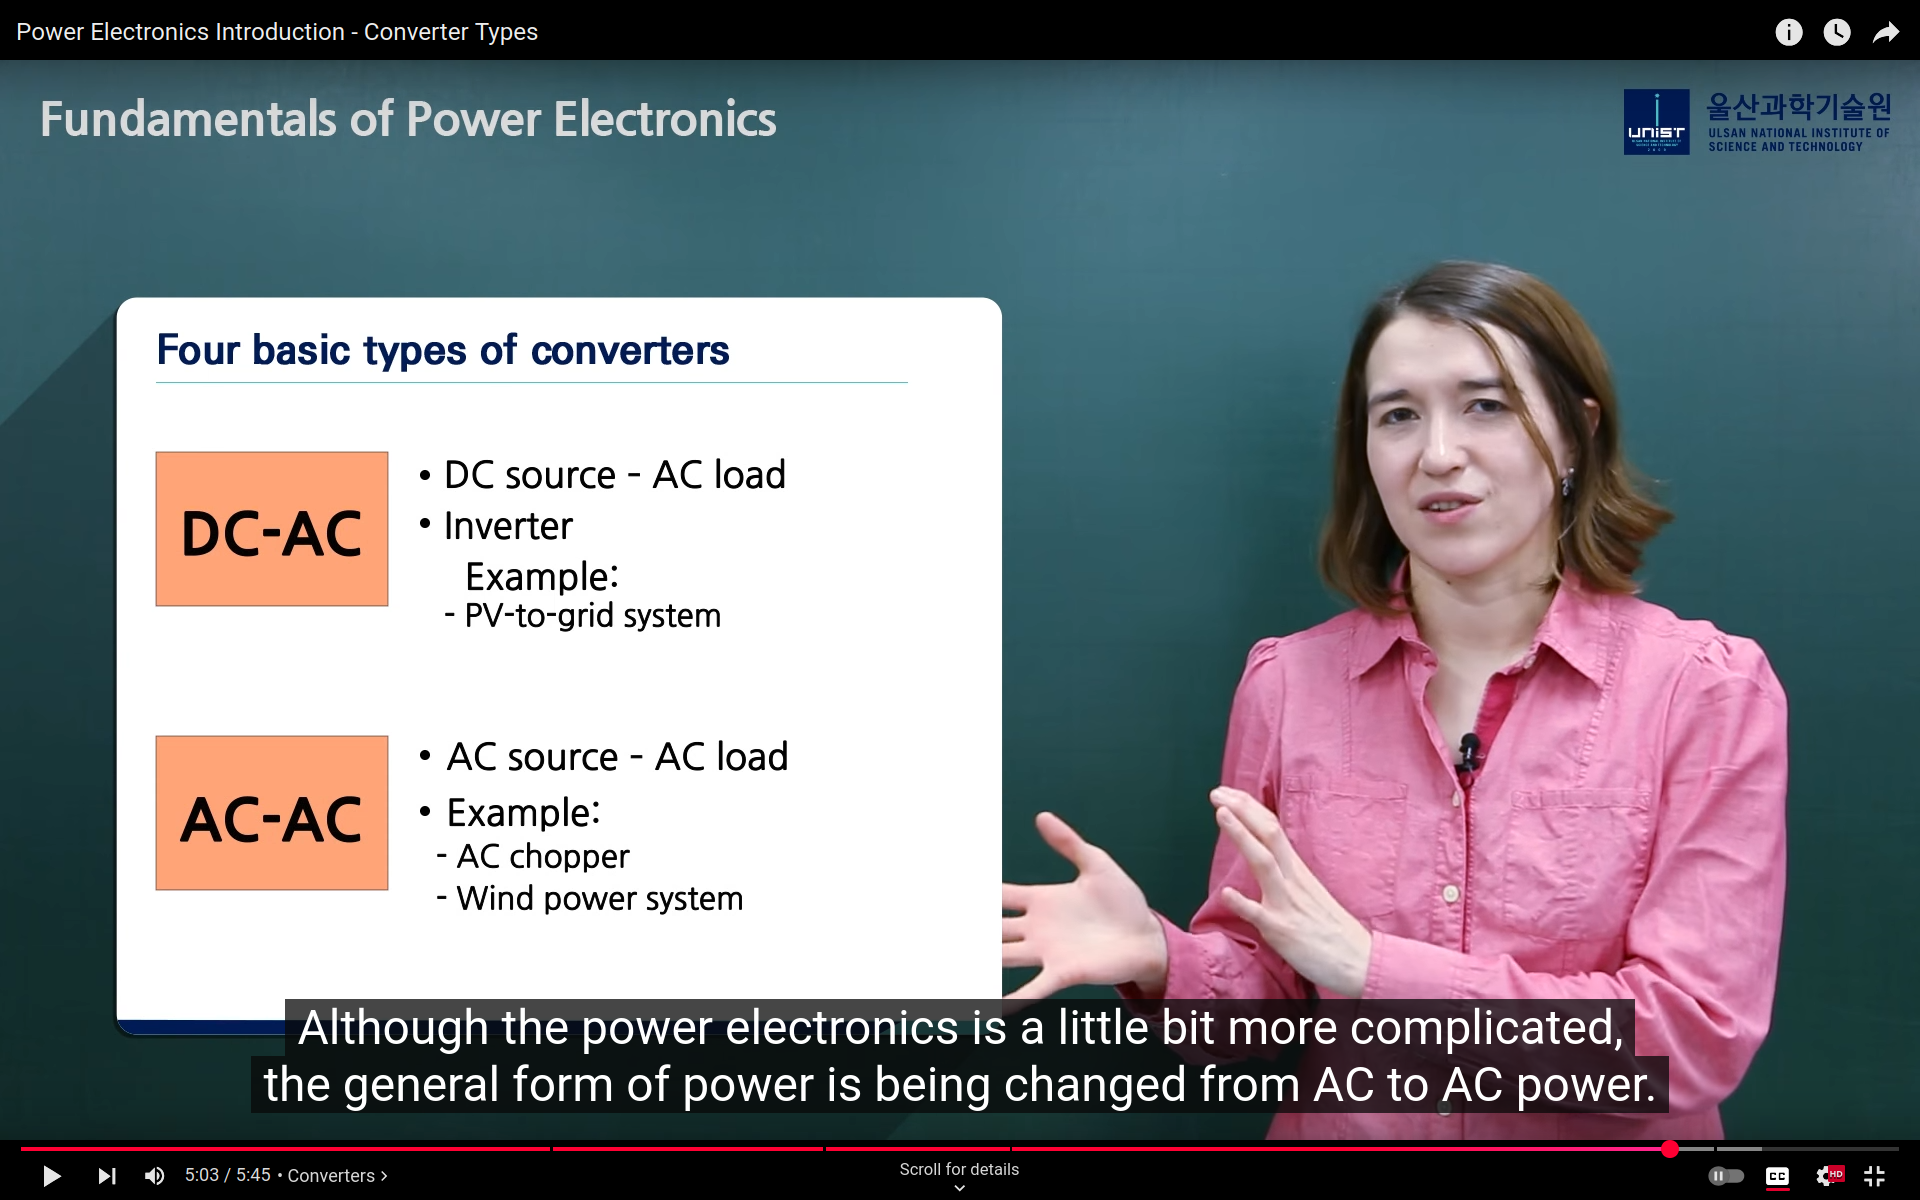 Power Electronics Introduction - Converter Types
Fundamentals of Power Electronics
UNIST
울산과학기술원
ULSAN NATIONAL INSTITUTE OF
SCIENCE AND TECHNOLOGY
Four basic types of converters
DC-AC
• DC source - AC load
• Inverter
Example:
- PV-to-grid system
AC-AC
• AC source - AC load
• Example:
- AC chopper
- Wind power system
Although the power electronics is a little bit more complicated,
the general form of power is being changed from AC to AC power.
5:03 / 5:45 • Converters >
Scroll for details
CC
HD